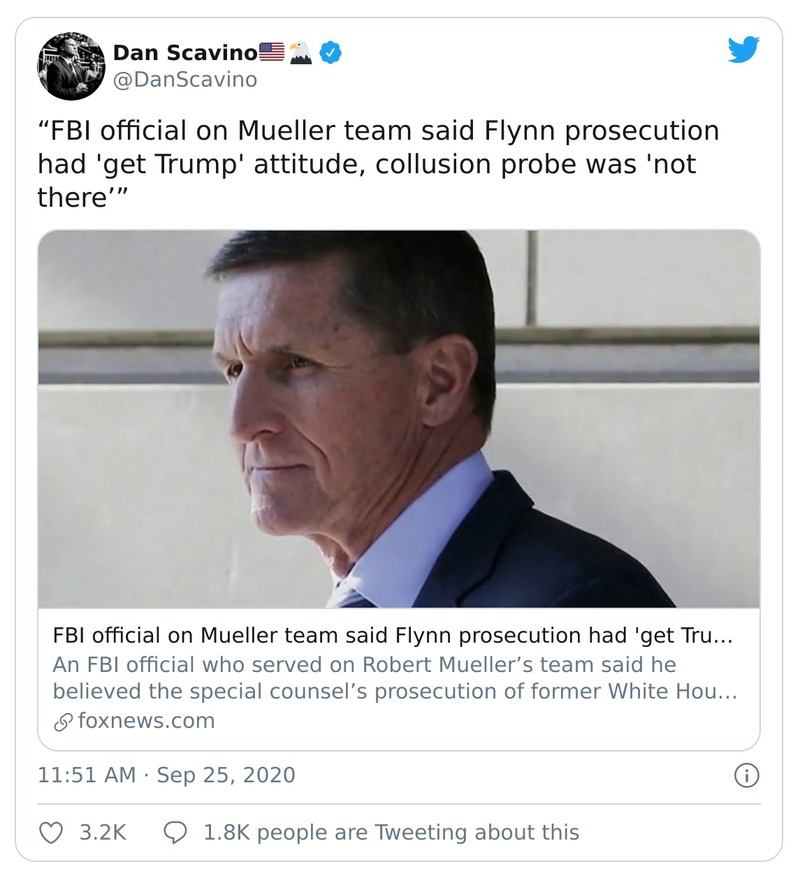 Dan Scavino🇺🇸🦅
@DanScavino
“FBI official on Mueller team said Flynn prosecution
had 'get Trump' attitude, collusion probe was 'not
there’”
FBI official on Mueller team said Flynn prosecution had 'get Tru…
An FBI official who served on Robert Mueller’s team said he
believed the special counsel’s prosecution of former White Hou…
foxnews.com
11:51 AM · Sep 25, 2020
3.2K
1.8K people are Tweeting about this